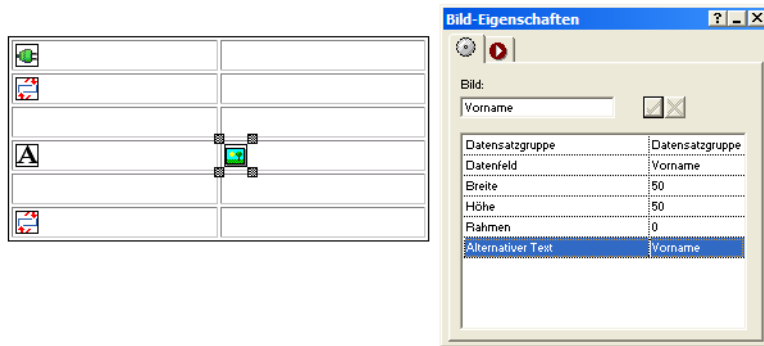 Bild-Eigenschaften
Bild:
Vorname
Datensatzgruppe Datensatzgruppe
Datenfeld Vorname
Breite 50
Höhe 50
Rahmen 0
Alternativer Text Vorname
A